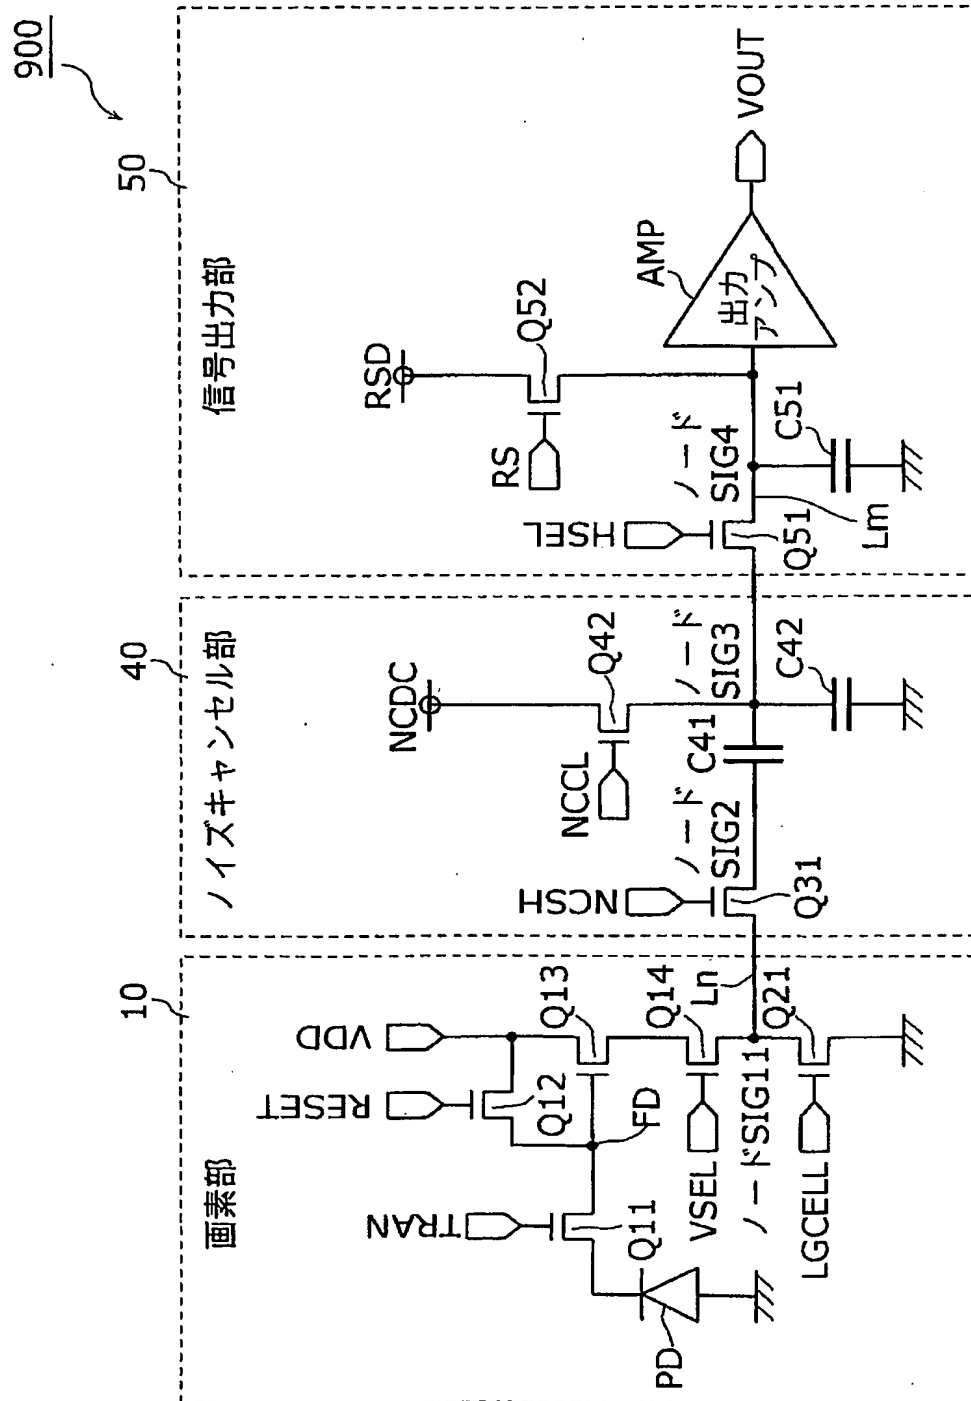 900
10
40
50
画素部
ノイズキャンセル部
信号出力部
VDD
RESET
TRAN
Q12
Q13
Q11
FD
PD
VSEL
Q14
Ln
ノードSIG11
LGCELL
Q21
NCDC
NCCL
Q42
NCSH
Q31
ノード
SIG2
C41
ノード
SIG3
C42
RSD
RS
Q52
HSEL
Q51
ノード
SIG4
Lm
C51
AMP
出力
アンプ
VOUT